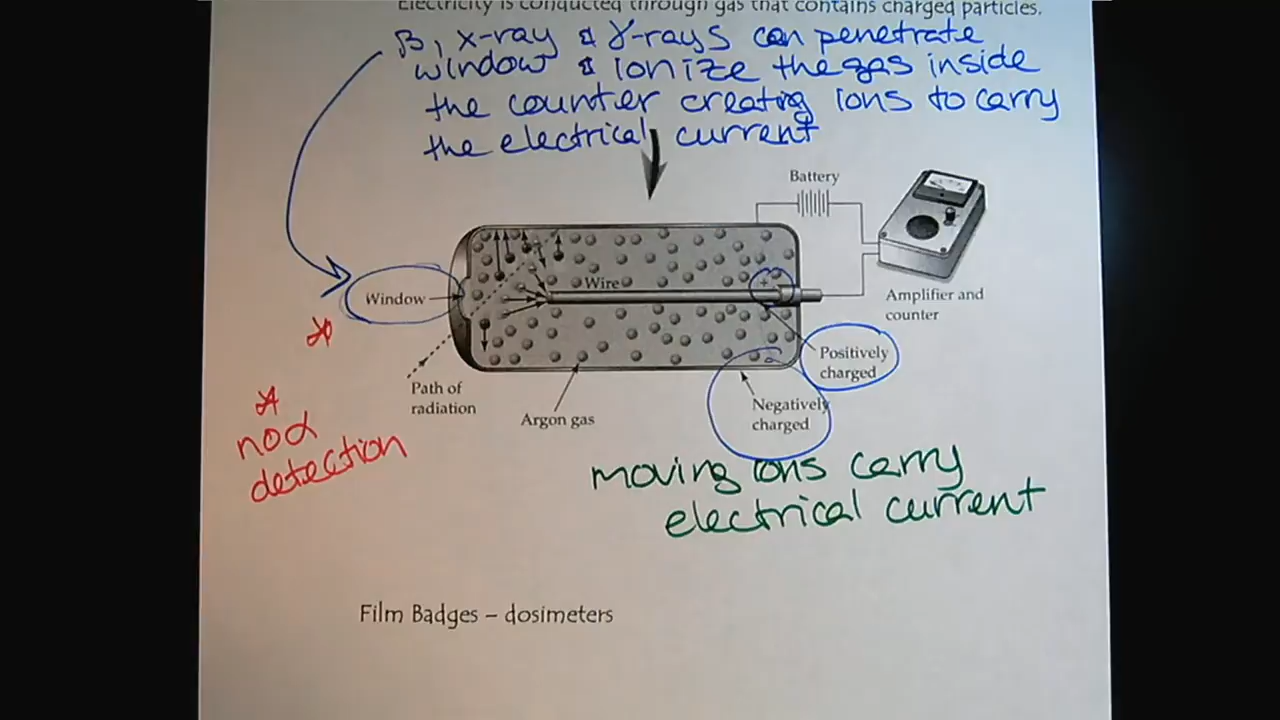 Electricity is conducted through gas that contains charged particles.
β, x-ray & γ-rays can penetrate
window & ionize the gas inside
the counter creating ions to carry
the electrical current
Battery
Wire
+
Window
Amplifier and
counter
Positively
charged
Path of
radiation
Argon gas
Negatively
charged
no α
detection
moving ions carry
electrical current
Film Badges – dosimeters